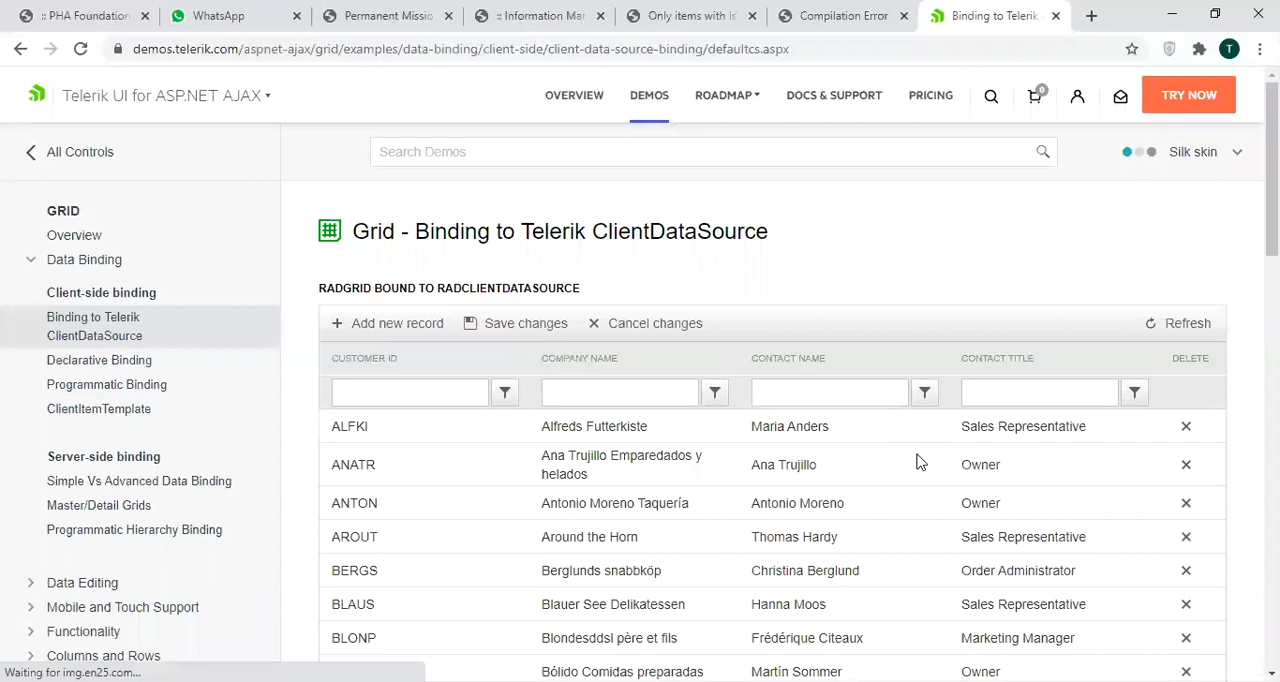 :: PHA Foundation
WhatsApp
Permanent Missio
:: Information Mar
Only items with Is
Compilation Error
Binding to Telerik
demos.telerik.com/aspnet-ajax/grid/examples/data-binding/client-side/client-data-source-binding/defaultcs.aspx
T
Telerik UI for ASP.NET AJAX
OVERVIEW
DEMOS
ROADMAP
DOCS & SUPPORT
PRICING
0
TRY NOW
All Controls
Search Demos
Silk skin
GRID
Overview
Data Binding
Client-side binding
Binding to Telerik
ClientDataSource
Declarative Binding
Programmatic Binding
ClientItemTemplate
Server-side binding
Simple Vs Advanced Data Binding
Master/Detail Grids
Programmatic Hierarchy Binding
Data Editing
Mobile and Touch Support
Functionality
Columns and Rows
Waiting for img.en25.com...
Grid - Binding to Telerik ClientDataSource
RADGRID BOUND TO RADCLIENTDATASOURCE
Add new record Save changes Cancel changes Refresh
CUSTOMER ID COMPANY NAME CONTACT NAME CONTACT TITLE DELETE
ALFKI Alfreds Futterkiste Maria Anders Sales Representative
ANATR Ana Trujillo Emparedados y helados Ana Trujillo Owner
ANTON Antonio Moreno Taquería Antonio Moreno Owner
AROUT Around the Horn Thomas Hardy Sales Representative
BERGS Berglunds snabbköp Christina Berglund Order Administrator
BLAUS Blauer See Delikatessen Hanna Moos Sales Representative
BLONP Blondesddsl père et fils Frédérique Citeaux Marketing Manager
Bólido Comidas preparadas Martín Sommer Owner